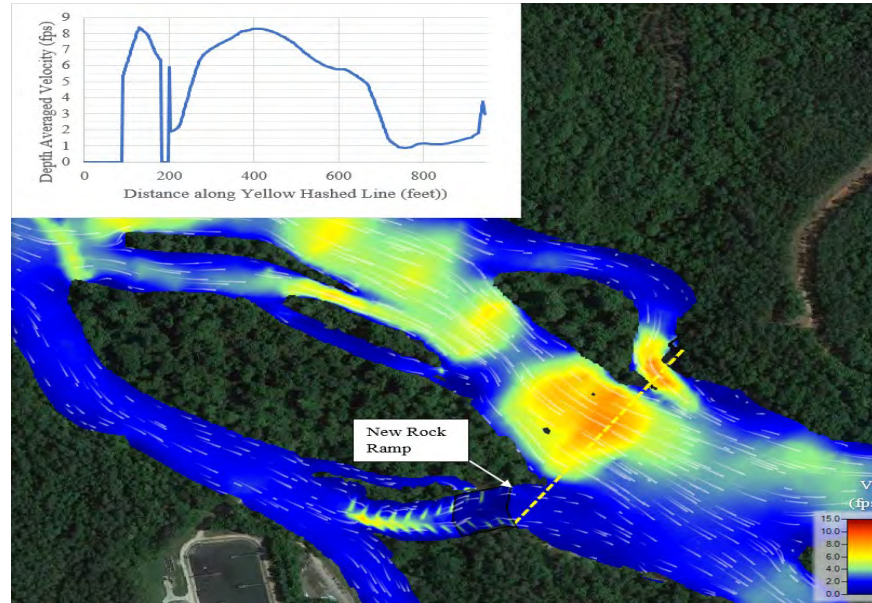 9
8
7
6
5
4
3
2
1
0
Depth Averaged Velocity (fps)
0 200 400 600 800
Distance along Yellow Hashed Line (feet))
New Rock
Ramp
V
(fps
15.0
10.0
8.0
6.0
4.0
2.0
0.0